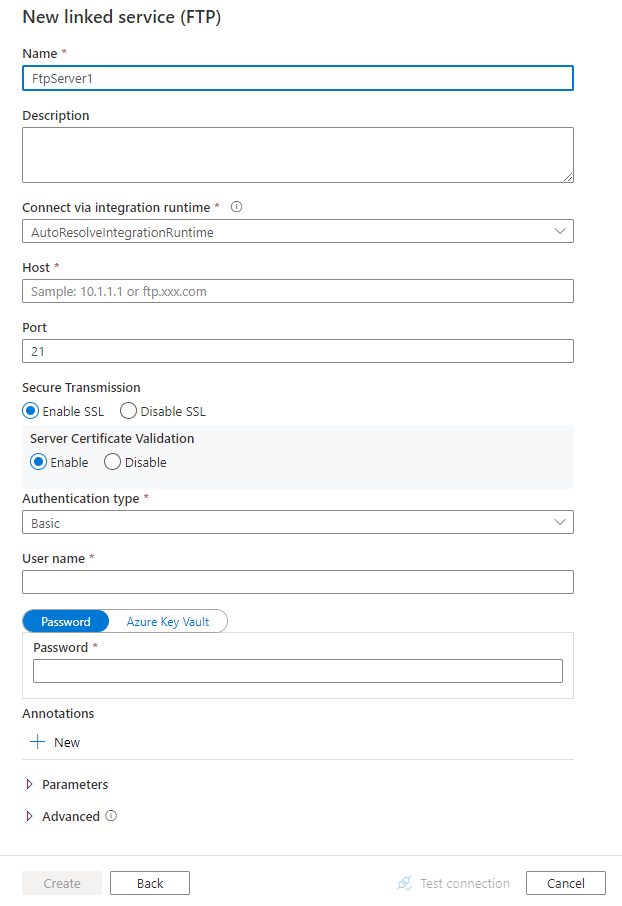 New linked service (FTP)
Name *
FtpServer1
Description
Connect via integration runtime *
AutoResolveIntegrationRuntime
Host *
Sample: 10.1.1.1 or ftp.xxx.com
Port
21
Secure Transmission
Enable SSL Disable SSL
Server Certificate Validation
Enable Disable
Authentication type *
Basic
User name *
Password Azure Key Vault
Password *
Annotations
New
Parameters
Advanced
Create Back Test connection Cancel